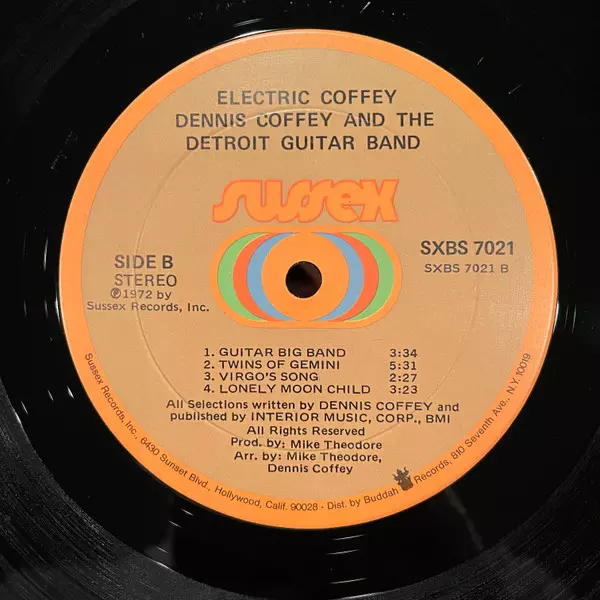 ELECTRIC COFFEY
DENNIS COFFEY AND THE
DETROIT GUITAR BAND
sussex
SIDE B
STEREO
℗1972 by
Sussex Records, Inc.
SXBS 7021
SXBS 7021 B
1. GUITAR BIG BAND 3:34
2. TWINS OF GEMINI 5:31
3. VIRGO'S SONG 2:27
4. LONELY MOON CHILD 3:23
All Selections written by DENNIS COFFEY and
published by INTERIOR MUSIC, CORP., BMI
All Rights Reserved
Prod. by: Mike Theodore
Arr. by: Mike Theodore,
Dennis Coffey
Sussex Records, Inc., 6430 Sunset Blvd., Hollywood, Calif. 90028 - Dist. by Buddah Records, 810 Seventh Ave., N.Y. 10019